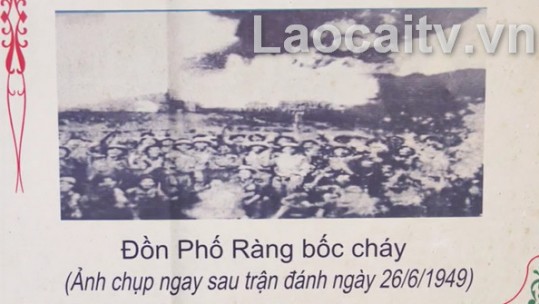 Laocaitv.vn
Đồn Phố Ràng bốc cháy
(Ảnh chụp ngay sau trận đánh ngày 26/6/1949)